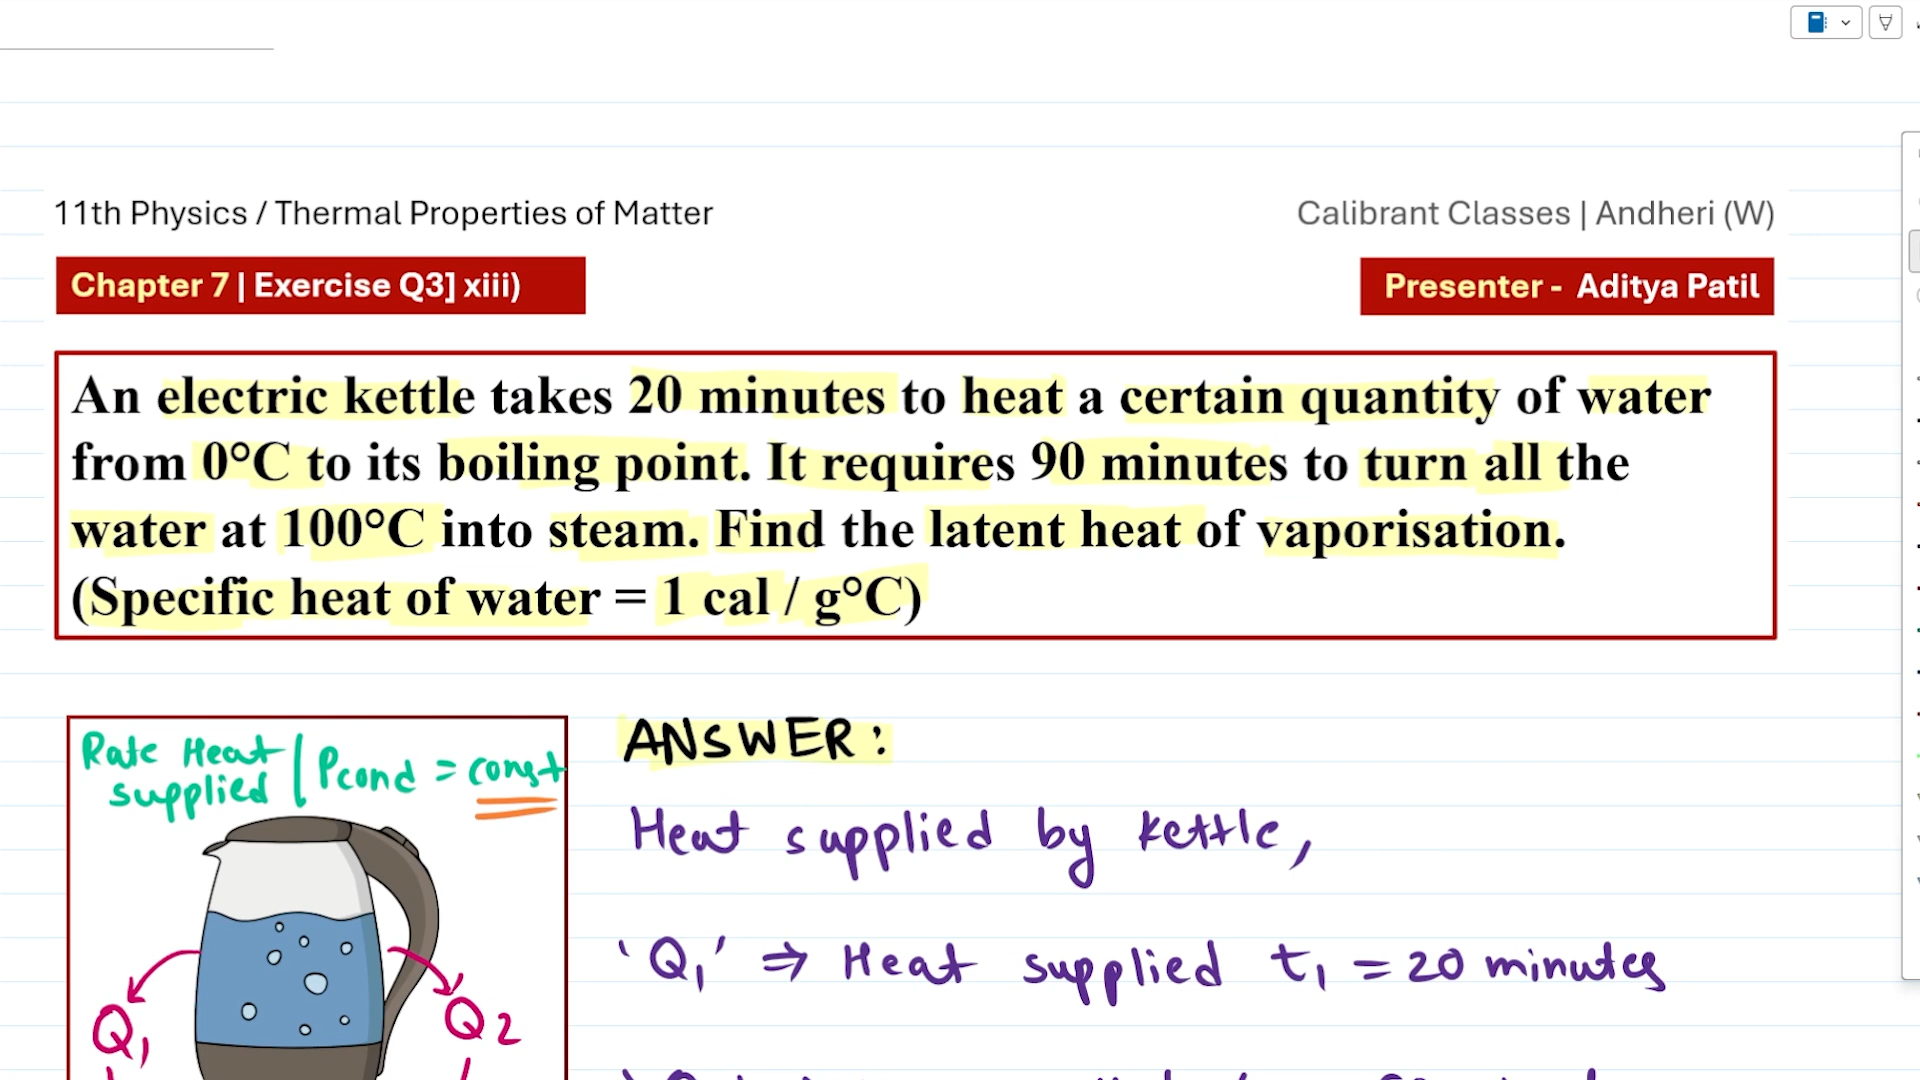 11th Physics / Thermal Properties of Matter
Calibrant Classes | Andheri (W)
Chapter 7 | Exercise Q3] xiii)
Presenter - Aditya Patil
An electric kettle takes 20 minutes to heat a certain quantity of water
from 0°C to its boiling point. It requires 90 minutes to turn all the
water at 100°C into steam. Find the latent heat of vaporisation.
(Specific heat of water = 1 cal / g°C)
Rate Heat supplied | Pcond = const
Q1
Q2
ANSWER:
Heat supplied by kettle,
'Q1' ⇒ Heat supplied t1 = 20 minutes